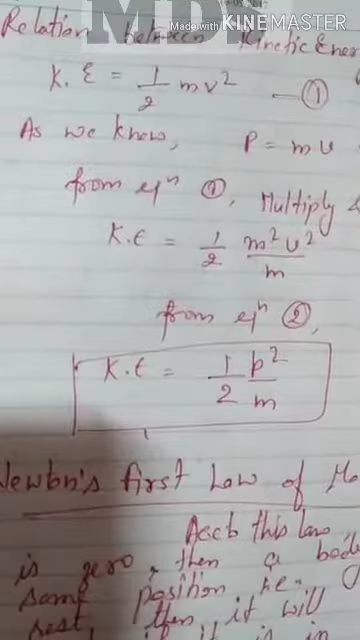 Made with KINEMASTER
Relation between Kinetic Ener
K.E = 1/2 mv² — ①
As we know, P = mv
from eqⁿ ①, Multiply &
K.E = 1/2 m²v²/m
from eqⁿ ②,
K.E = 1/2 p²/m
Newton's first Law of Mo
Acct this law,
is zero, then a body
same position i.e.
rest, then it will